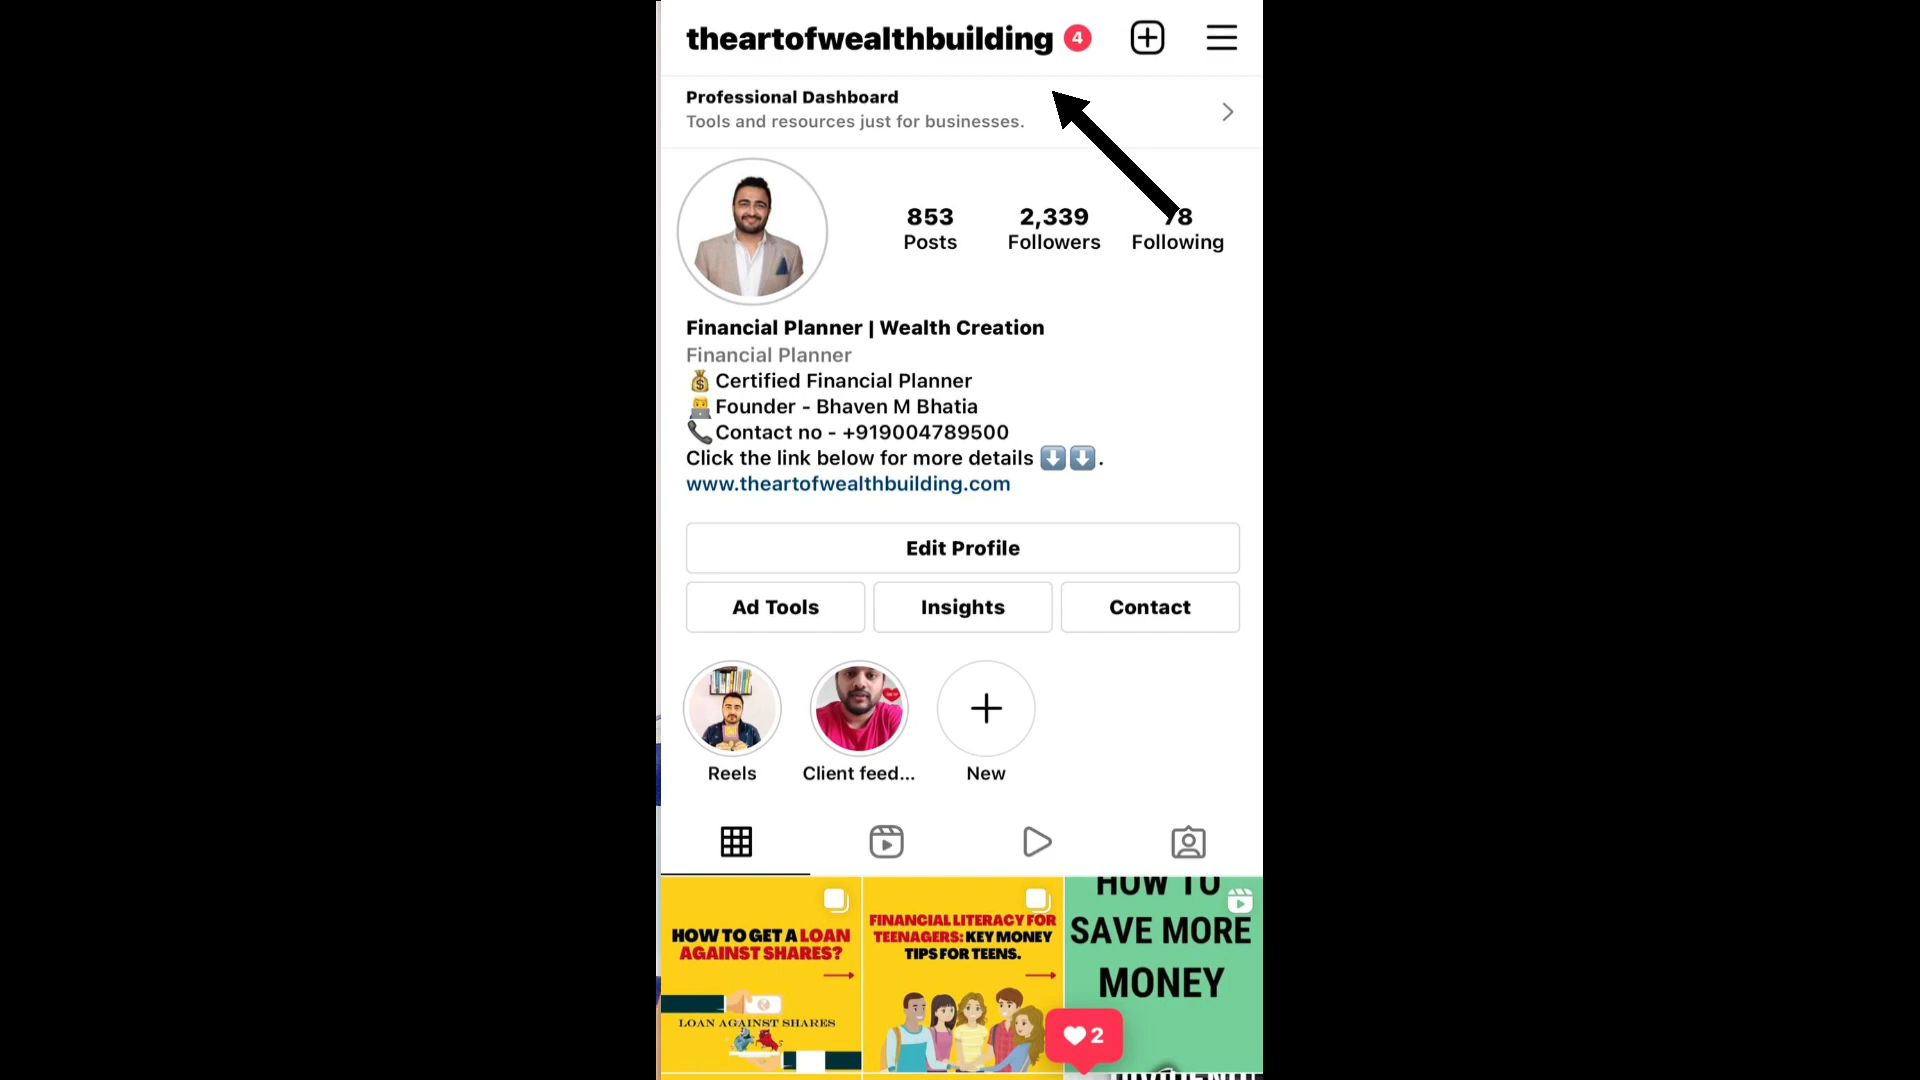 theartofwealthbuilding 4
Professional Dashboard
Tools and resources just for businesses.
853 2,339 78
Posts Followers Following
Financial Planner | Wealth Creation
Financial Planner
Certified Financial Planner
Founder - Bhaven M Bhatia
Contact no - +919004789500
Click the link below for more details .
www.theartofwealthbuilding.com
Edit Profile
Ad Tools Insights Contact
Reels Client feed... New
HOW TO GET A LOAN
AGAINST SHARES?
LOAN AGAINST SHARES
FINANCIAL LITERACY FOR
TEENAGERS: KEY MONEY
TIPS FOR TEENS.
HOW TO
SAVE MORE
MONEY
2